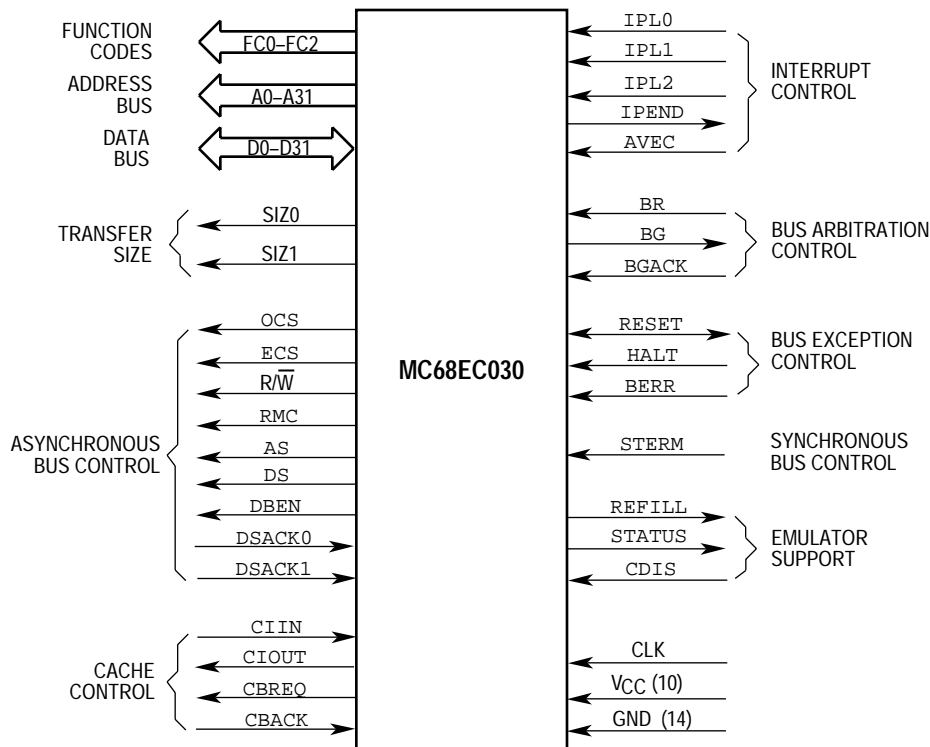 FUNCTION
CODES
FC0–FC2
ADDRESS
BUS
A0–A31
DATA
BUS
D0–D31
TRANSFER
SIZE
SIZ0
SIZ1
ASYNCHRONOUS
BUS CONTROL
OCS
ECS
R/W̅
RMC
AS
DS
DBEN
DSACK0
DSACK1
CACHE
CONTROL
CIIN
CIOUT
CBREQ
CBACK
MC68EC030
IPL0
IPL1
IPL2
IPEND
AVEC
INTERRUPT
CONTROL
BR
BG
BGACK
BUS ARBITRATION
CONTROL
RESET
HALT
BERR
BUS EXCEPTION
CONTROL
STERM
SYNCHRONOUS
BUS CONTROL
REFILL
STATUS
CDIS
EMULATOR
SUPPORT
CLK
VCC (10)
GND (14)